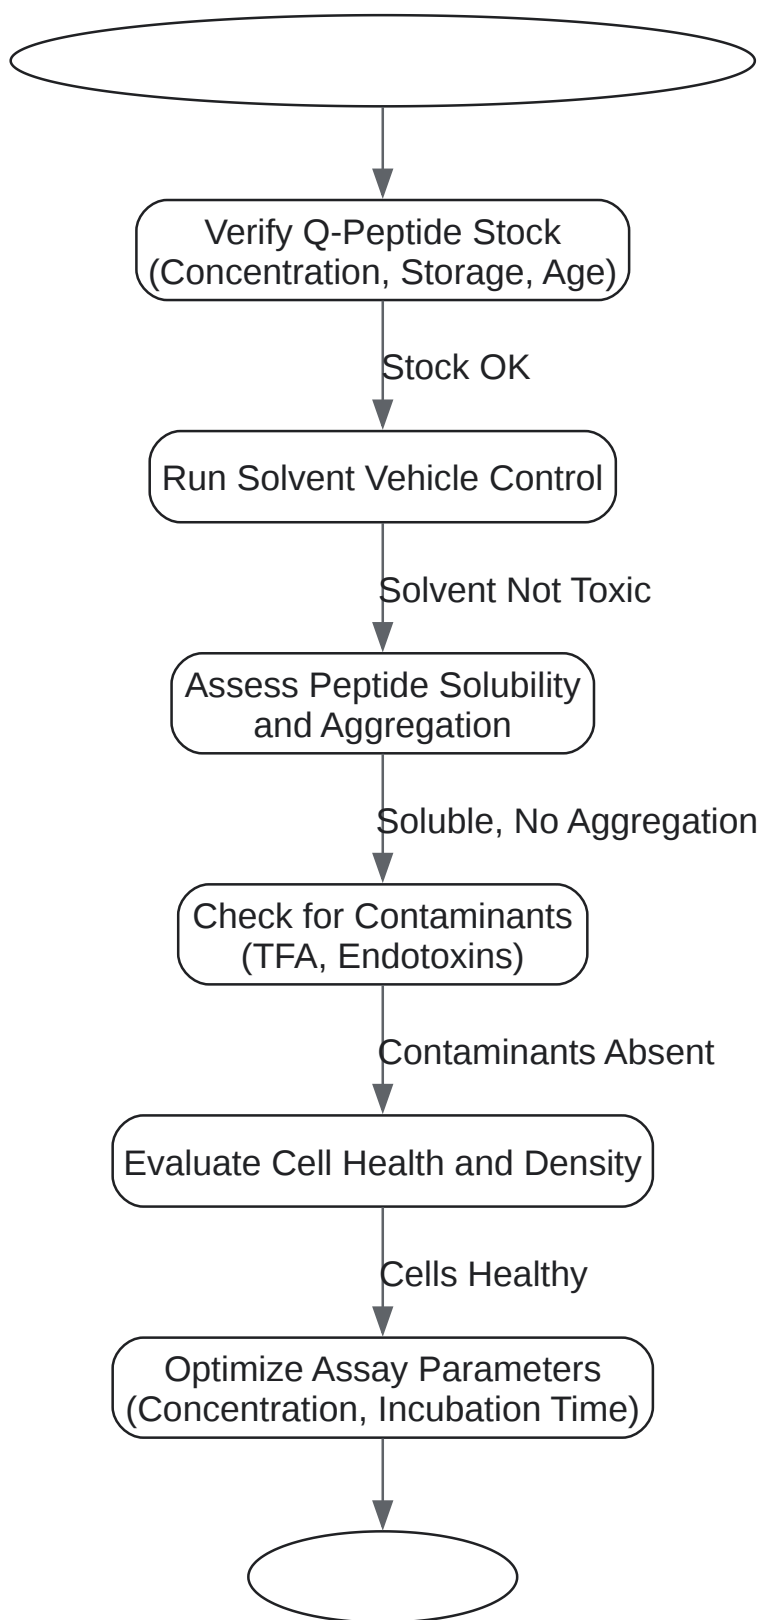 Verify Q-Peptide Stock
(Concentration, Storage, Age)
Stock OK
Run Solvent Vehicle Control
Solvent Not Toxic
Assess Peptide Solubility
and Aggregation
Soluble, No Aggregation
Check for Contaminants
(TFA, Endotoxins)
Contaminants Absent
Evaluate Cell Health and Density
Cells Healthy
Optimize Assay Parameters
(Concentration, Incubation Time)